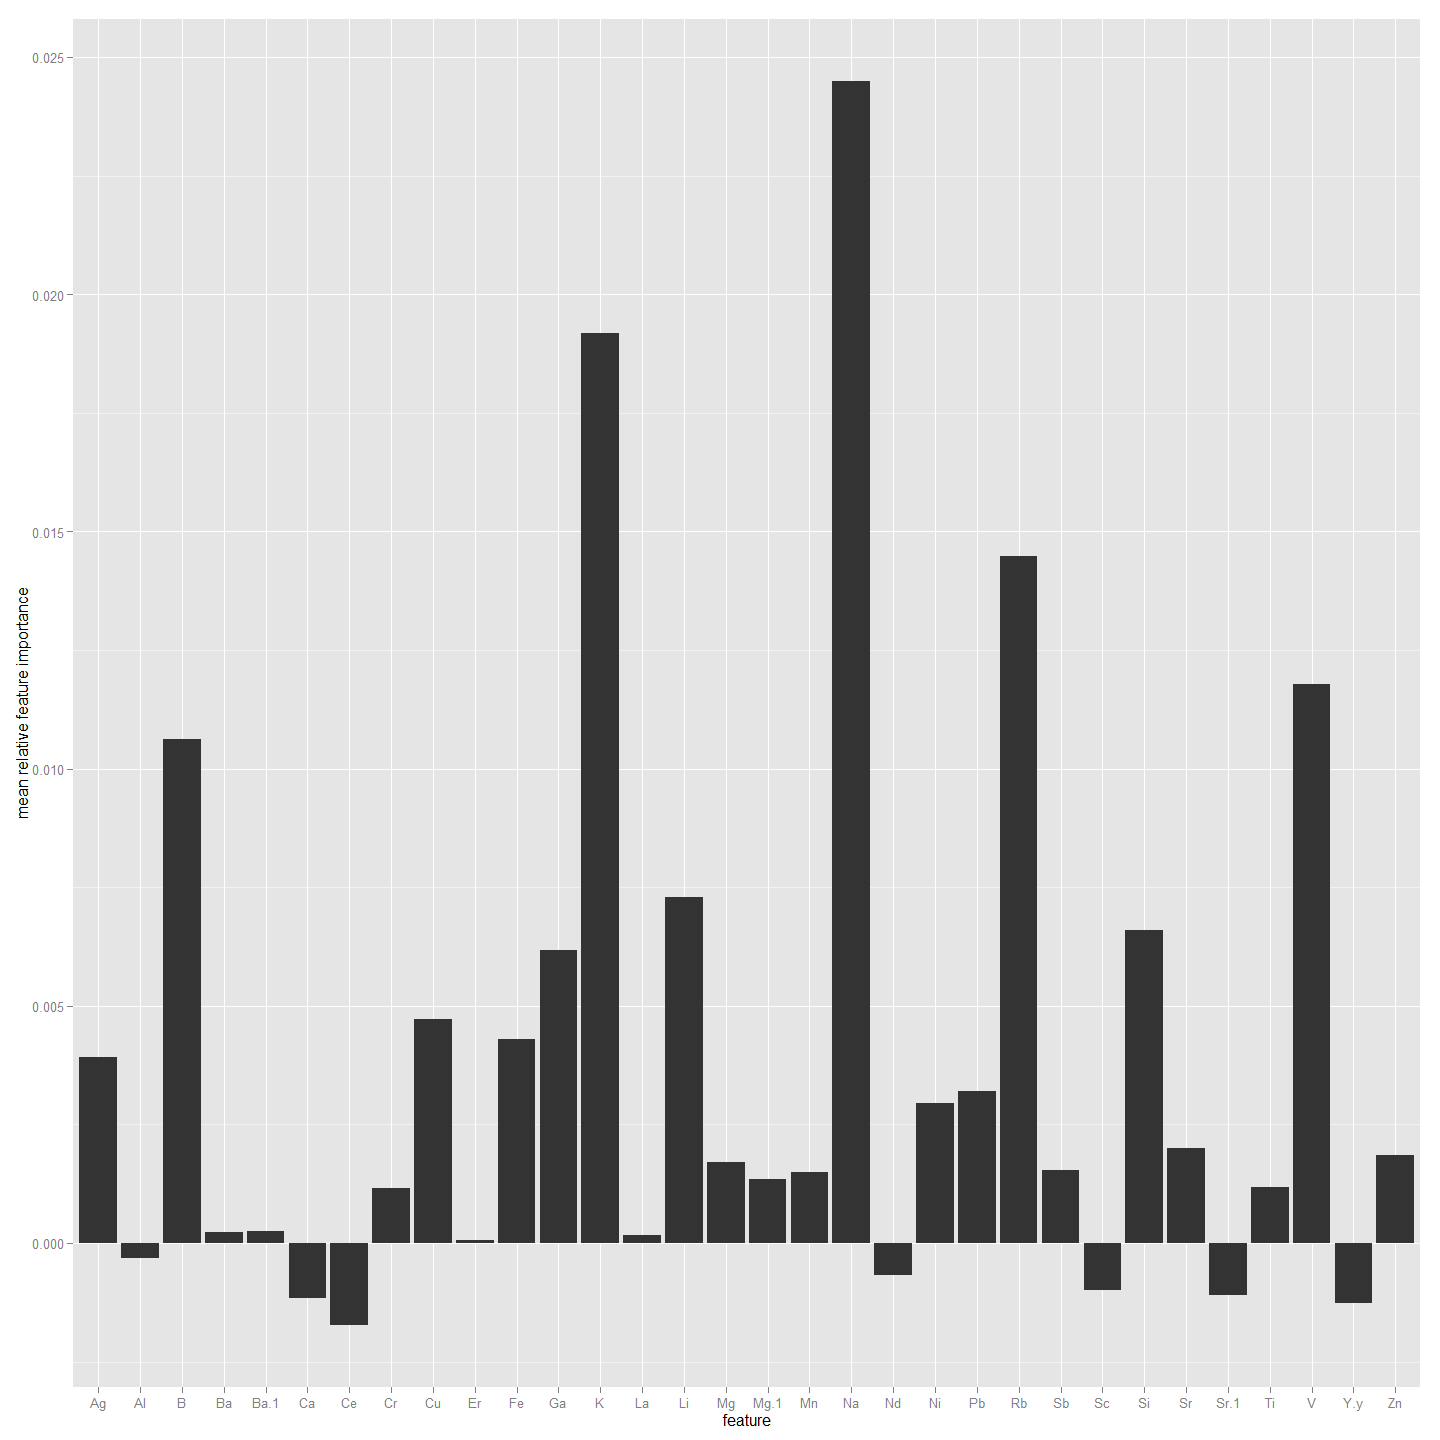 0.025
0.020
0.015
0.010
0.005
0.000
mean relative feature importance
Ag Al B Ba Ba.1 Ca Ce Cr Cu Er Fe Ga K La Li Mg Mg.1 Mn Na Nd Ni Pb Rb Sb Sc Si Sr Sr.1 Ti V Y.y Zn
feature